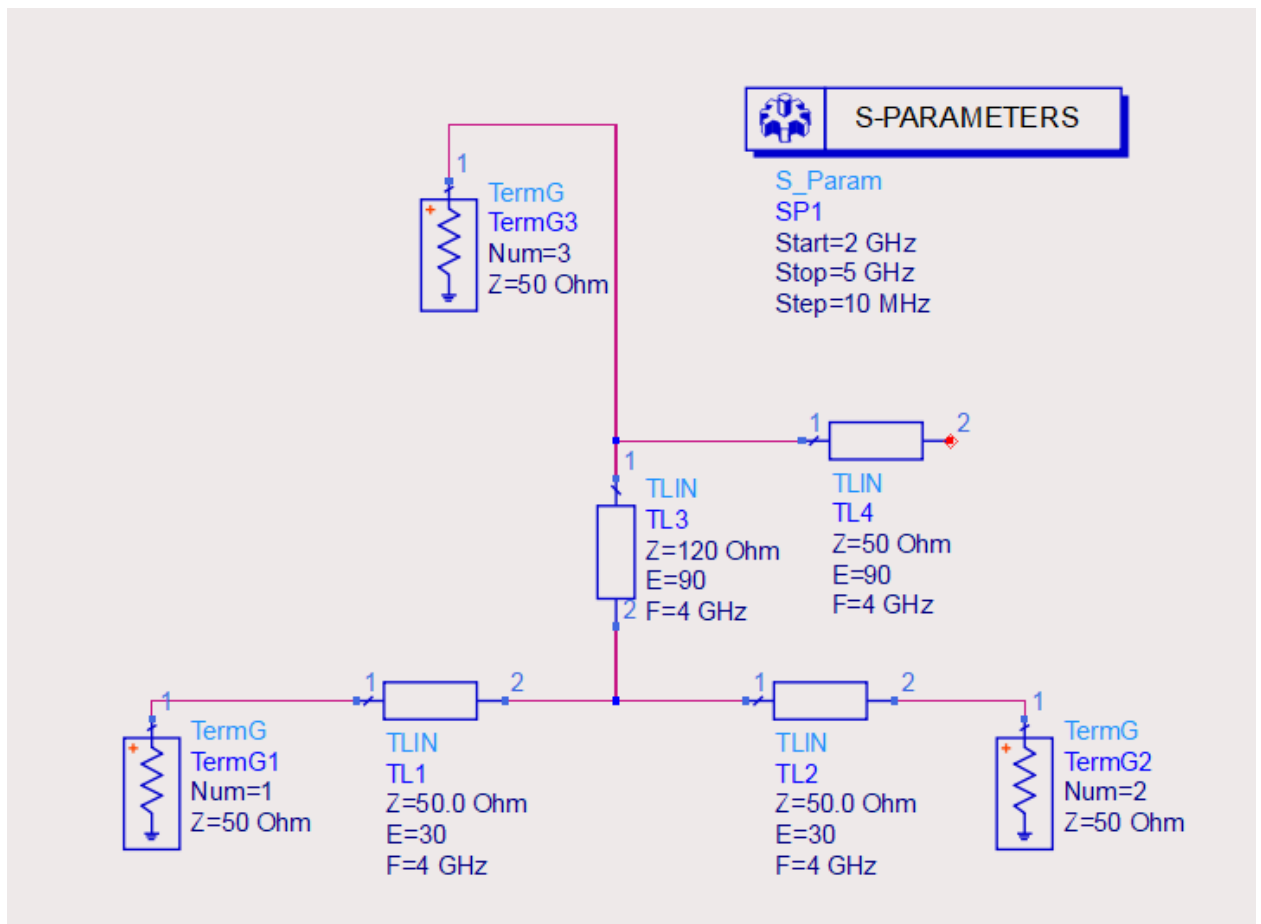 S-PARAMETERS
S_Param
SP1
Start=2 GHz
Stop=5 GHz
Step=10 MHz
1
TermG
TermG3
Num=3
Z=50 Ohm
+
1
2
TLIN
TL4
Z=50 Ohm
E=90
F=4 GHz
1
TLIN
TL3
Z=120 Ohm
E=90
F=4 GHz
2
1
TermG
TermG1
Num=1
Z=50 Ohm
+
1
2
TLIN
TL1
Z=50.0 Ohm
E=30
F=4 GHz
1
2
TLIN
TL2
Z=50.0 Ohm
E=30
F=4 GHz
1
TermG
TermG2
Num=2
Z=50 Ohm
+